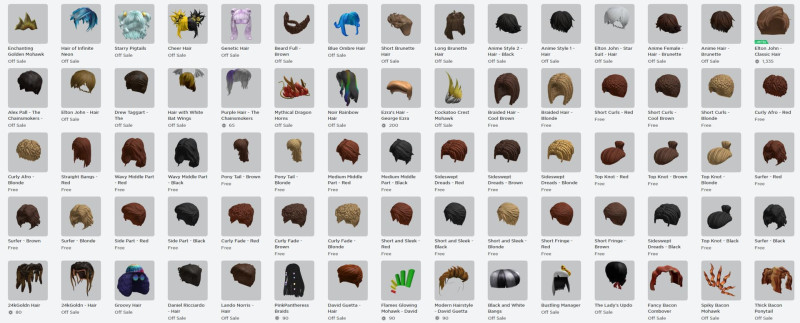 Enchanting
Golden Mohawk
Off Sale
Hair of Infinite
Neon
Off Sale
Starry Pigtails
Off Sale
Cheer Hair
Off Sale
Genetic Hair
Off Sale
Beard Full -
Brown
Off Sale
Blue Ombre Hair
Off Sale
Short Brunette
Hair
Off Sale
Long Brunette
Hair
Off Sale
Anime Style 2 -
Hair - Black
Off Sale
Anime Style 1 -
Hair
Off Sale
Elton John - Star
Suit - Hair
Off Sale
Anime Female -
Hair - Brunette
Off Sale
Anime Hair -
Brunette
Off Sale
Elton John -
Classic Hair
1,335
Alex Pall - The
Chainsmokers -
Off Sale
Elton John - Hair
Off Sale
Drew Taggart -
The
Off Sale
Hair with White
Bat Wings
Off Sale
Purple Hair - The
Chainsmokers
65
Mythical Dragon
Horns
Off Sale
Noir Rainbow
Hair
Off Sale
Ezra's Hair -
George Ezra
200
Cockatoo Crest
Mohawk
Off Sale
Braided Hair -
Cool Brown
Free
Braided Hair -
Blonde
Free
Short Curls - Red
Free
Short Curls -
Cool Brown
Free
Short Curls -
Blonde
Free
Curly Afro - Red
Free
Curly Afro -
Blonde
Free
Straight Bangs -
Red
Free
Wavy Middle Part
- Red
Free
Wavy Middle Part
- Black
Free
Pony Tail - Brown
Free
Pony Tail -
Blonde
Free
Medium Middle
Part - Red
Free
Medium Middle
Part - Black
Free
Sideswept
Dreads - Red
Free
Sideswept
Dreads - Brown
Free
Sideswept
Dreads - Blonde
Free
Top Knot - Red
Free
Top Knot - Brown
Free
Top Knot -
Blonde
Free
Surfer - Red
Free
Surfer - Brown
Free
Surfer - Blonde
Free
Side Part - Red
Free
Side Part - Black
Free
Curly Fade - Red
Free
Curly Fade -
Brown
Free
Curly Fade -
Blonde
Free
Short and Sleek -
Red
Free
Short and Sleek -
Black
Free
Short and Sleek -
Blonde
Free
Short Fringe -
Red
Free
Short Fringe -
Brown
Free
Sideswept
Dreads - Black
Free
Top Knot - Black
Free
Surfer - Black
Free
24kGoldn Hair
80
24kGoldn - Hair
Off Sale
Groovy Hair
Off Sale
Daniel Ricciardo
- Hair
Off Sale
Lando Norris -
Hair
Off Sale
PinkPantheress
Braids
90
David Guetta -
Hair
Off Sale
Flames Glowing
Mohawk - David
90
Modern Hairstyle
- David Guetta
90
Black and White
Bangs
Off Sale
Bustling Manager
Off Sale
The Lady's Updo
Off Sale
Fancy Bacon
Combover
Off Sale
Spiky Bacon
Mohawk
Off Sale
Thick Bacon
Ponytail
Off Sale